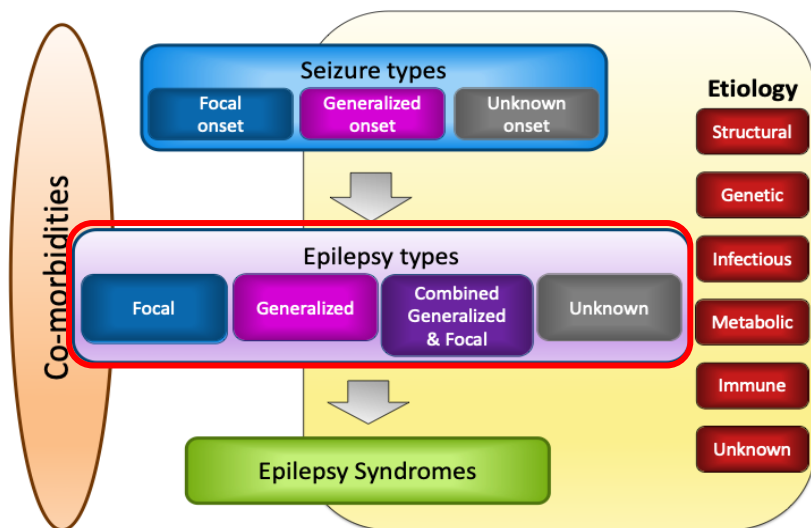 Co-morbidities
Seizure types
Focal
onset
Generalized
onset
Unknown
onset
Epilepsy types
Focal
Generalized
Combined
Generalized
& Focal
Unknown
Epilepsy Syndromes
Etiology
Structural
Genetic
Infectious
Metabolic
Immune
Unknown